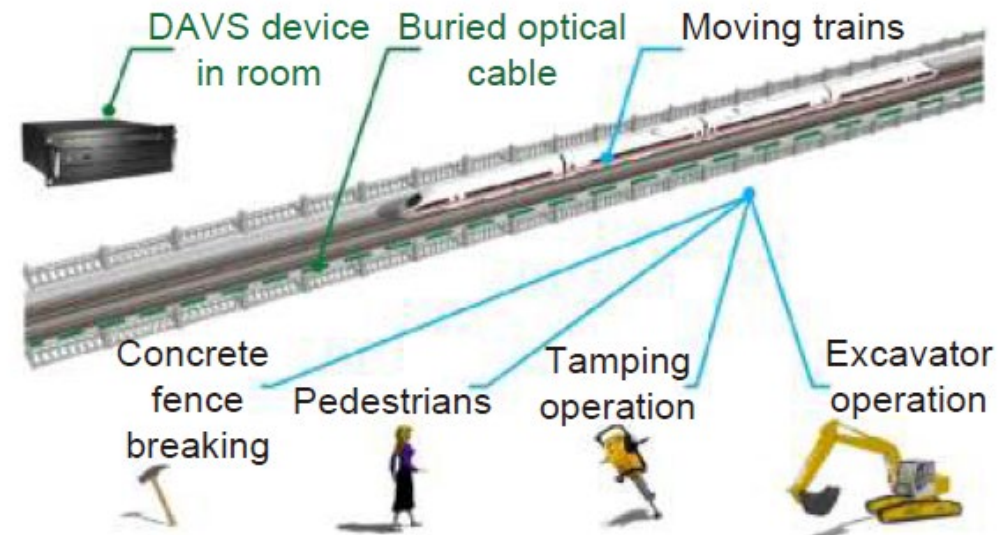 DAVS device
in room
Buried optical
cable
Moving trains
Concrete
fence
breaking
Pedestrians
Tamping
operation
Excavator
operation